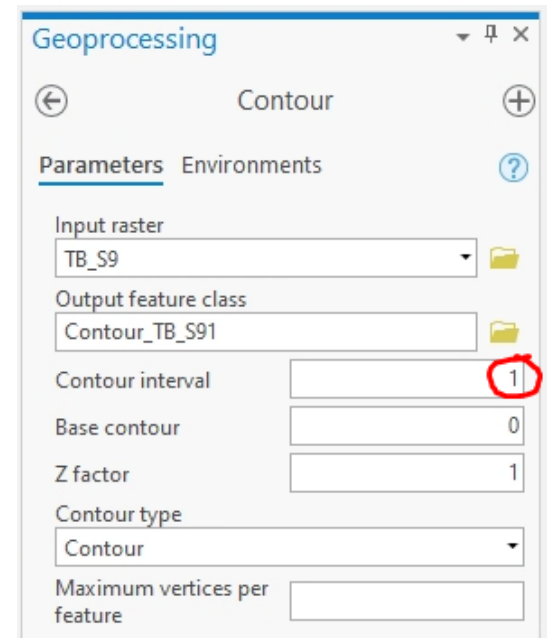 Geoprocessing
Contour
Parameters Environments
Input raster
TB_S9
Output feature class
Contour_TB_S91
Contour interval 1
Base contour 0
Z factor 1
Contour type
Contour
Maximum vertices per
feature